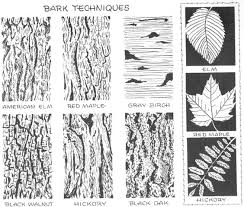 BARK TECHNIQUES
AMERICAN ELM
RED MAPLE
GRAY BIRCH
ELM
RED MAPLE
BLACK WALNUT
HICKORY
BLACK OAK
HICKORY